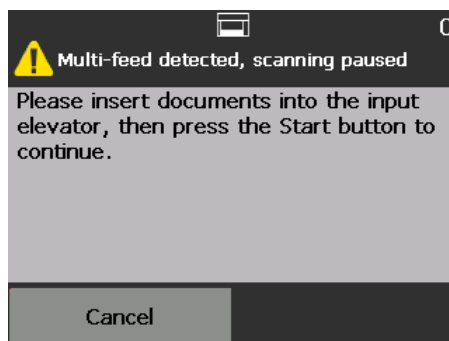 Multi-feed detected, scanning paused
Please insert documents into the input
elevator, then press the Start button to
continue.
Cancel